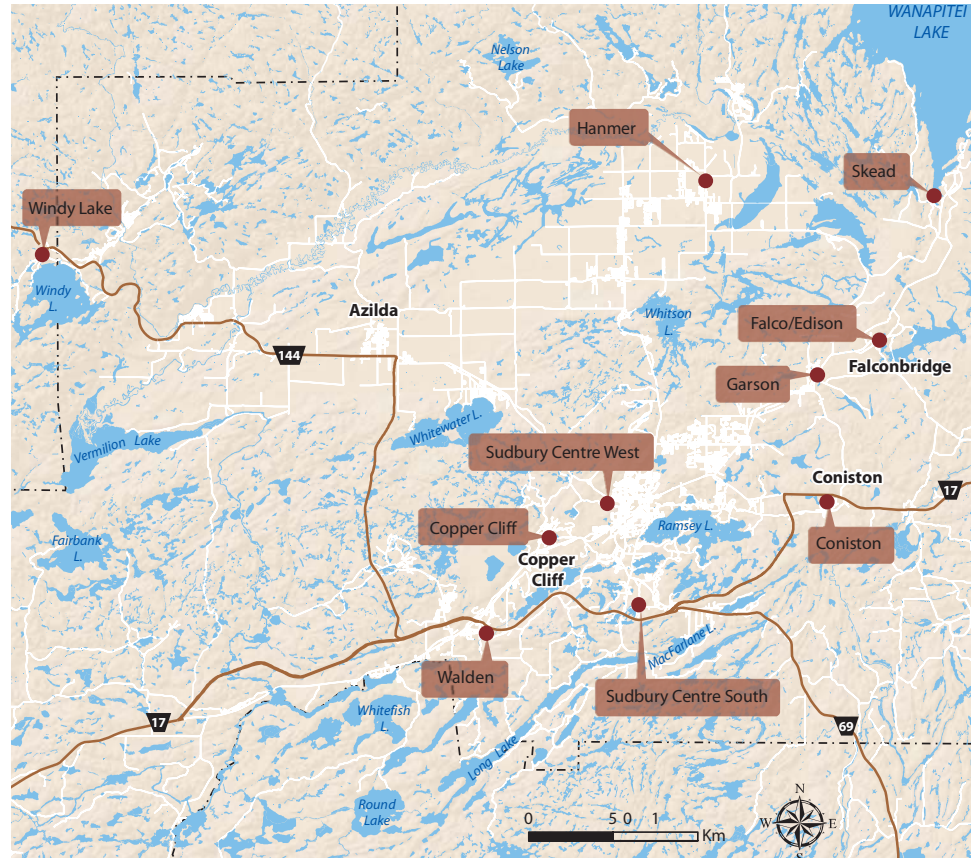 WANAPITEI
LAKE
Nelson
Lake
Hanmer
Skead
Windy Lake
Windy
L.
Azilda
Whitson
L.
Falco/Edison
144
Falconbridge
Garson
Whitewater L.
Vermilion Lake
Sudbury Centre West
Coniston
17
Copper Cliff
Ramsey L.
Fairbank
L.
Coniston
Copper
Cliff
MacFarlane L.
Walden
Sudbury Centre South
Whitefish
L.
17
69
Long Lake
Round
Lake
N
W
E
S
0 5 0 1
Km